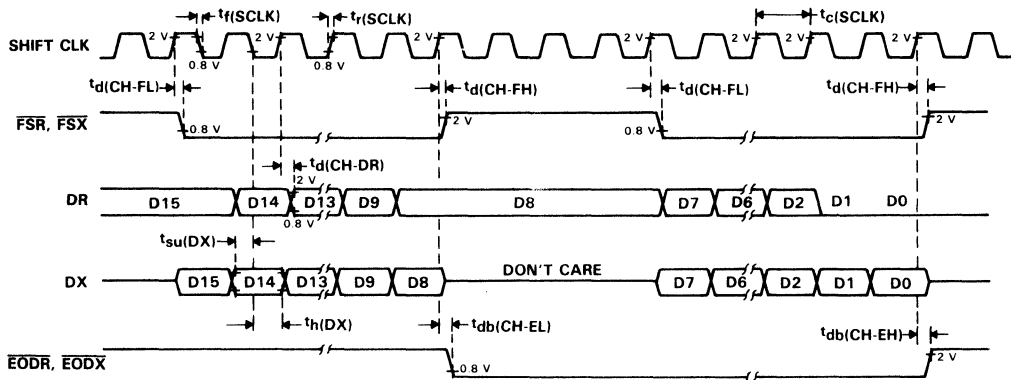 tf(SCLK) tr(SCLK) tc(SCLK)
SHIFT CLK 2 V 2 V 2 V 2 V 2 V 2 V 2 V
0.8 V 0.8 V
td(CH-FL) td(CH-FH) td(CH-FL) td(CH-FH)
FSR, FSX 0.8 V 2 V 0.8 V 2 V
td(CH-DR)
2 V
DR D15 D14 D13 D9 D8 D7 D6 D2 D1 D0
0.8 V
tsu(DX)
DX D15 D14 D13 D9 D8 DON'T CARE D7 D6 D2 D1 D0
th(DX) tdb(CH-EL) tdb(CH-EH)
EODR, EODX 0.8 V 2 V